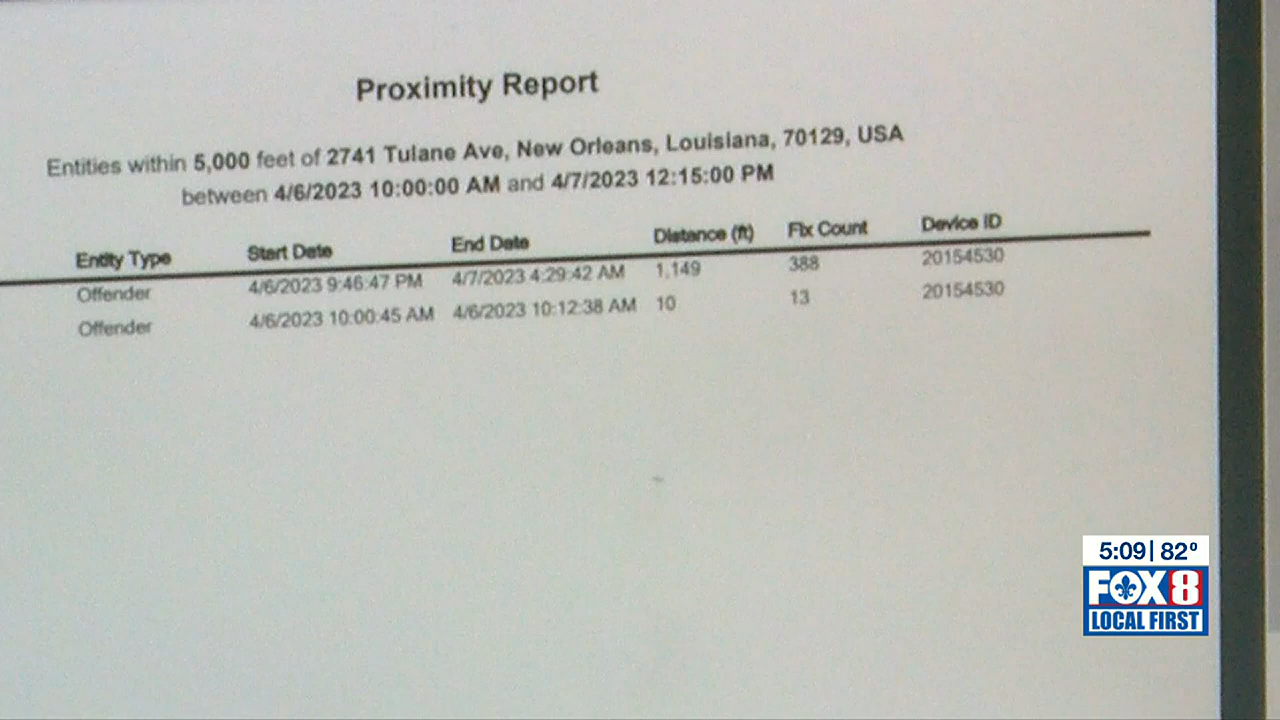 Proximity Report
Entities within 5,000 feet of 2741 Tulane Ave, New Orleans, Louisiana, 70129, USA
between 4/6/2023 10:00:00 AM and 4/7/2023 12:15:00 PM
Entity Type Start Date End Date Distance (ft) Fix Count Device ID
Offender 4/6/2023 9:46:47 PM 4/7/2023 4:29:42 AM 1,149 388 20154530
Offender 4/6/2023 10:00:45 AM 4/6/2023 10:12:38 AM 10 13 20154530
5:09| 82º
FOX 8
LOCAL FIRST